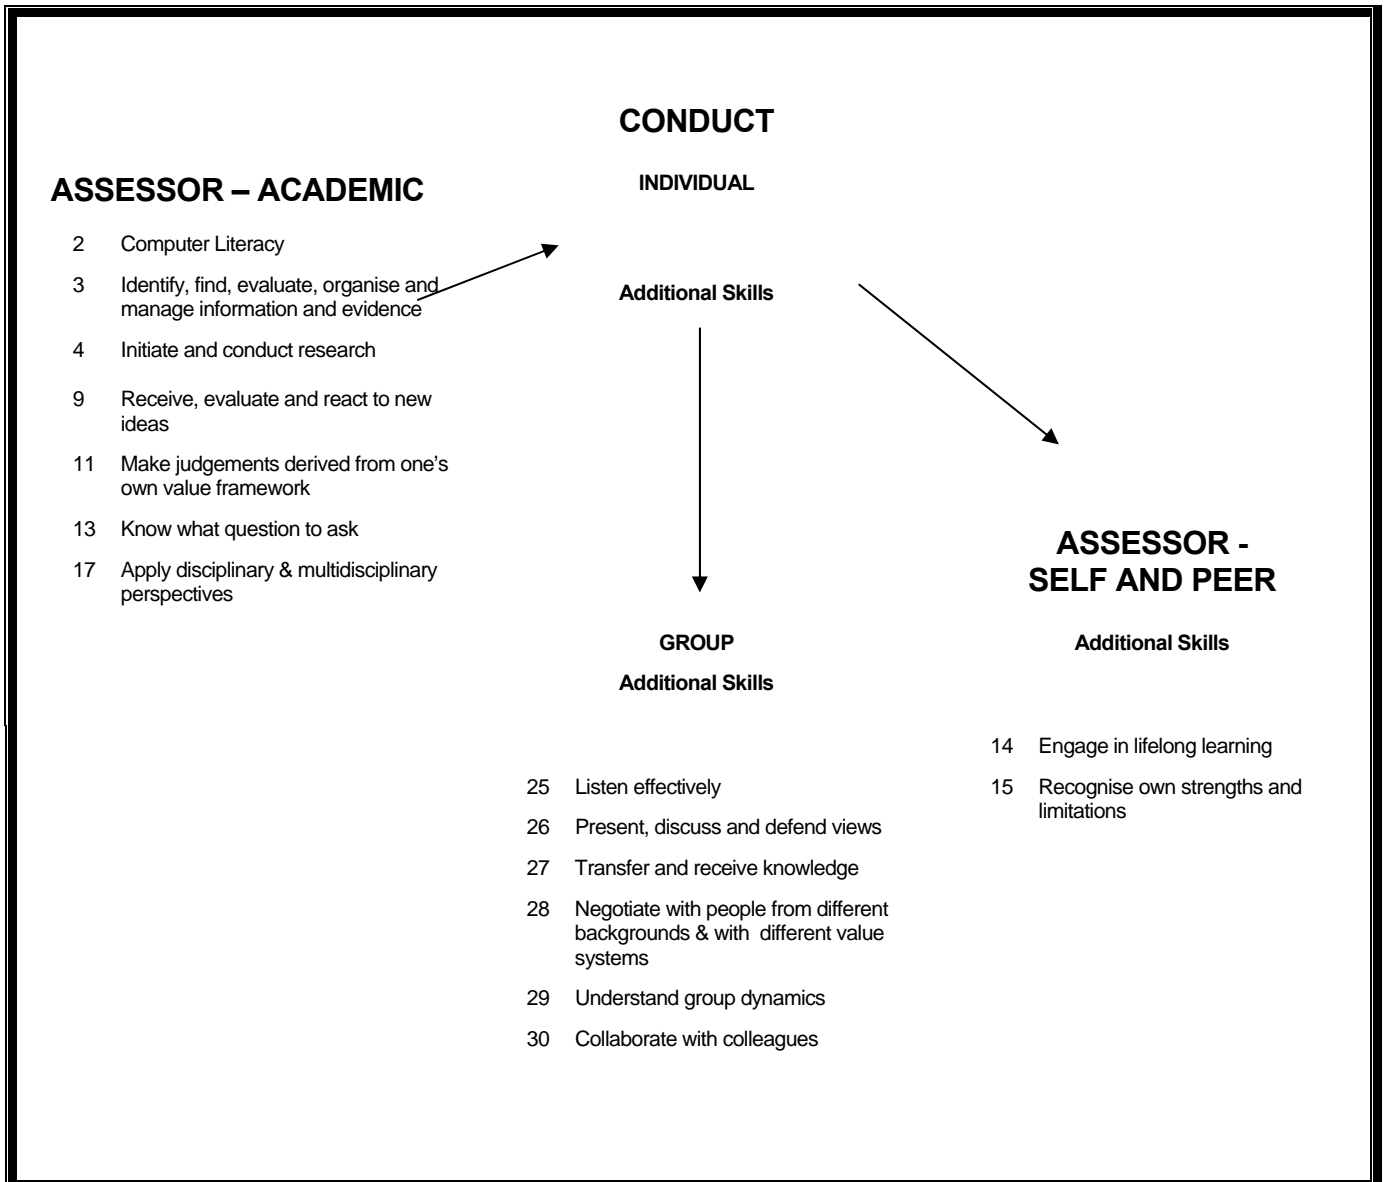 CONDUCT
INDIVIDUAL
Additional Skills
ASSESSOR – ACADEMIC
2 Computer Literacy
3 Identify, find, evaluate, organise and
manage information and evidence
4 Initiate and conduct research
9 Receive, evaluate and react to new
ideas
11 Make judgements derived from one’s
own value framework
13 Know what question to ask
17 Apply disciplinary & multidisciplinary
perspectives
GROUP
Additional Skills
25 Listen effectively
26 Present, discuss and defend views
27 Transfer and receive knowledge
28 Negotiate with people from different
backgrounds & with  different value
systems
29 Understand group dynamics
30 Collaborate with colleagues
ASSESSOR -
SELF AND PEER
Additional Skills
14 Engage in lifelong learning
15 Recognise own strengths and
limitations